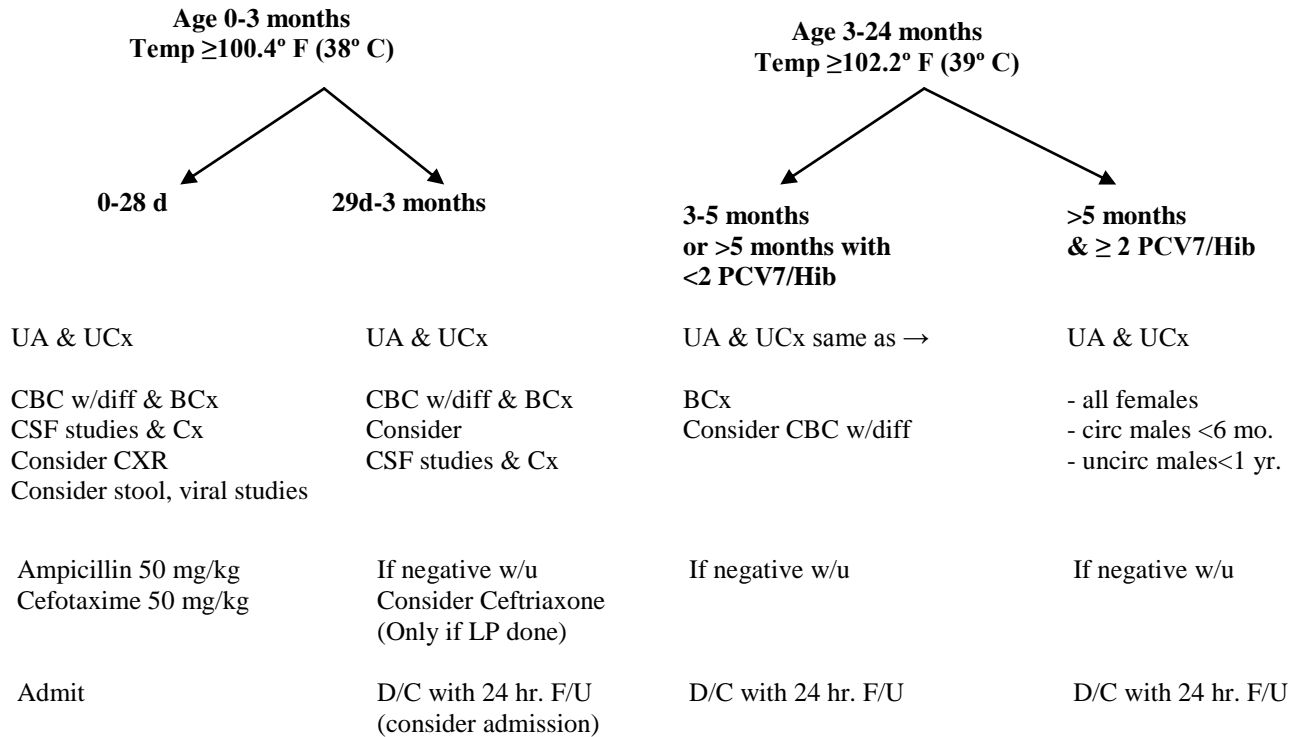 Age 0-3 months
Temp ≥100.4º F (38º C)
0-28 d
29d-3 months
UA & UCx
CBC w/diff & BCx
CSF studies & Cx
Consider CXR
Consider stool, viral studies
Ampicillin 50 mg/kg
Cefotaxime 50 mg/kg
Admit
UA & UCx
CBC w/diff & BCx
Consider
CSF studies & Cx
If negative w/u
Consider Ceftriaxone
(Only if LP done)
D/C with 24 hr. F/U
(consider admission)
Age 3-24 months
Temp ≥102.2º F (39º C)
3-5 months
or >5 months with
<2 PCV7/Hib
>5 months
& ≥ 2 PCV7/Hib
UA & UCx same as →
BCx
Consider CBC w/diff
If negative w/u
D/C with 24 hr. F/U
UA & UCx
- all females
- circ males <6 mo.
- uncirc males<1 yr.
If negative w/u
D/C with 24 hr. F/U